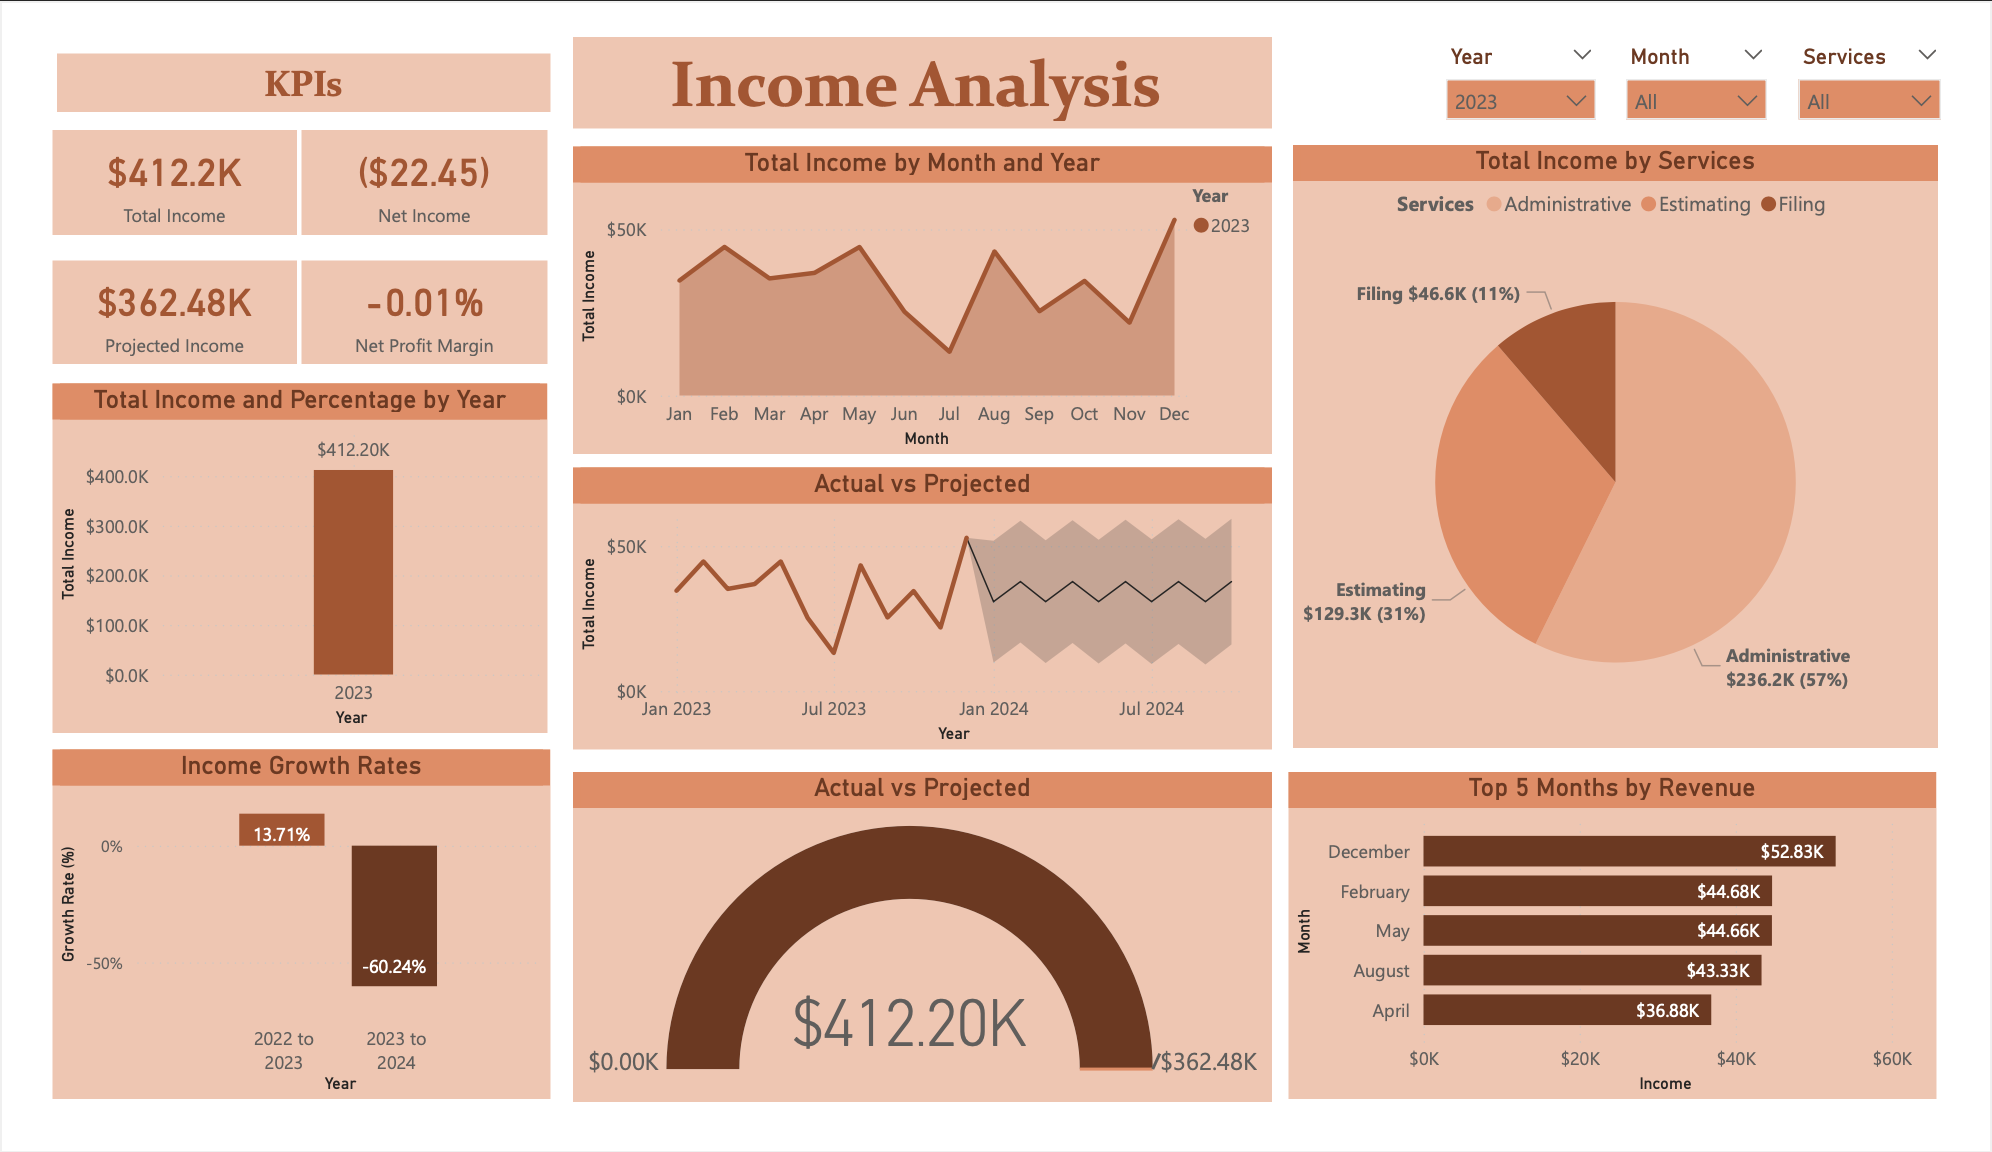 KPIs
Income Analysis
Year
Month
Services
2023
All
All
$412.2K
Total Income
($22.45)
Net Income
$362.48K
Projected Income
-0.01%
Net Profit Margin
Total Income and Percentage by Year
$412.20K
$400.0K
$300.0K
$200.0K
$100.0K
$0.0K
Total Income
2023
Year
Income Growth Rates
13.71%
0%
-50%
-60.24%
Growth Rate (%)
2022 to
2023
2023 to
2024
Year
Total Income by Month and Year
Year
2023
$50K
$0K
Total Income
Jan Feb Mar Apr May Jun Jul Aug Sep Oct Nov Dec
Month
Actual vs Projected
$50K
$0K
Total Income
Jan 2023 Jul 2023 Jan 2024 Jul 2024
Year
Actual vs Projected
$412.20K
$0.00K
$362.48K
Total Income by Services
Services Administrative Estimating Filing
Filing $46.6K (11%)
Estimating
$129.3K (31%)
Administrative
$236.2K (57%)
Top 5 Months by Revenue
December $52.83K
February $44.68K
May $44.66K
August $43.33K
April $36.88K
Month
$0K $20K $40K $60K
Income